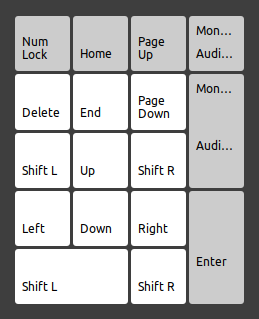 Num
Lock
Home
Page
Up
Mon...
Audi...
Delete
End
Page
Down
Mon...
Audi...
Shift L
Up
Shift R
Left
Down
Right
Enter
Shift L
Shift R